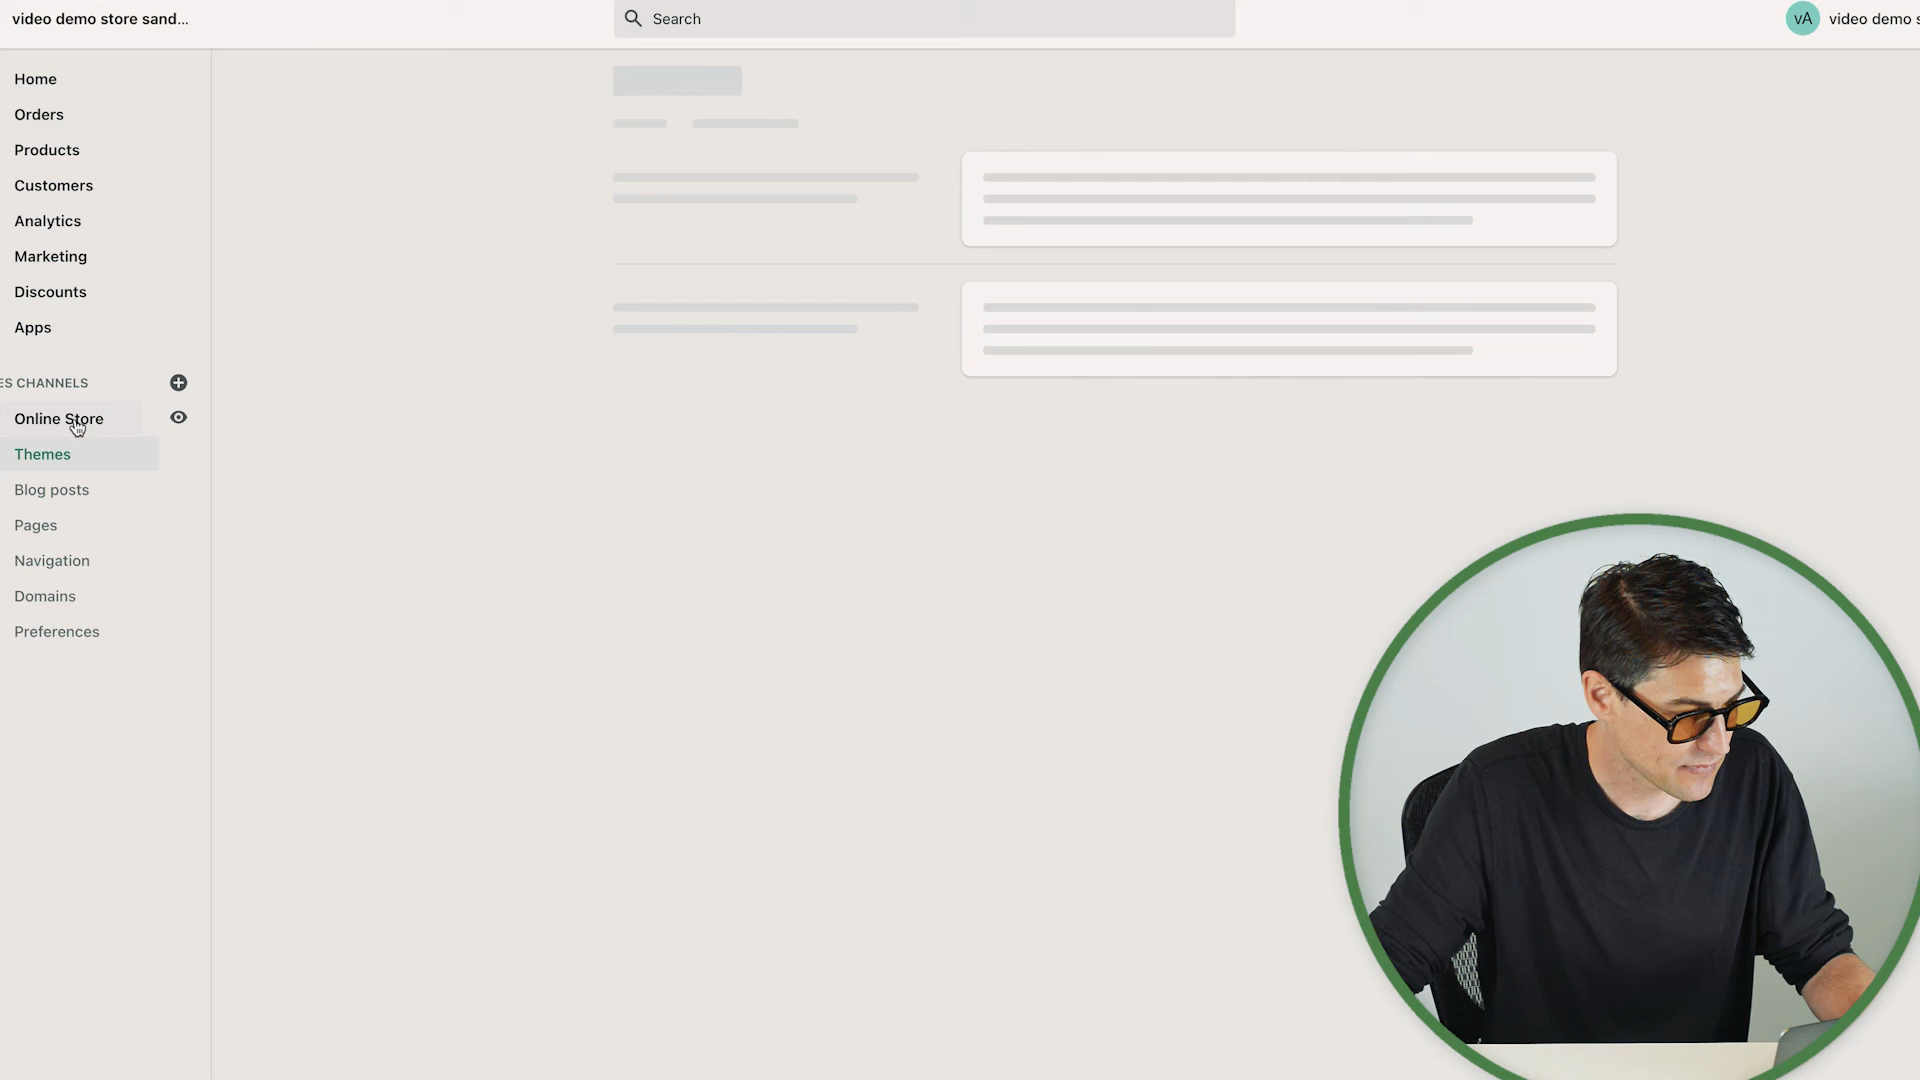 video demo store sand...
Search
vA
video demo s
Home
Orders
Products
Customers
Analytics
Marketing
Discounts
Apps
ES CHANNELS
Online Store
Themes
Blog posts
Pages
Navigation
Domains
Preferences